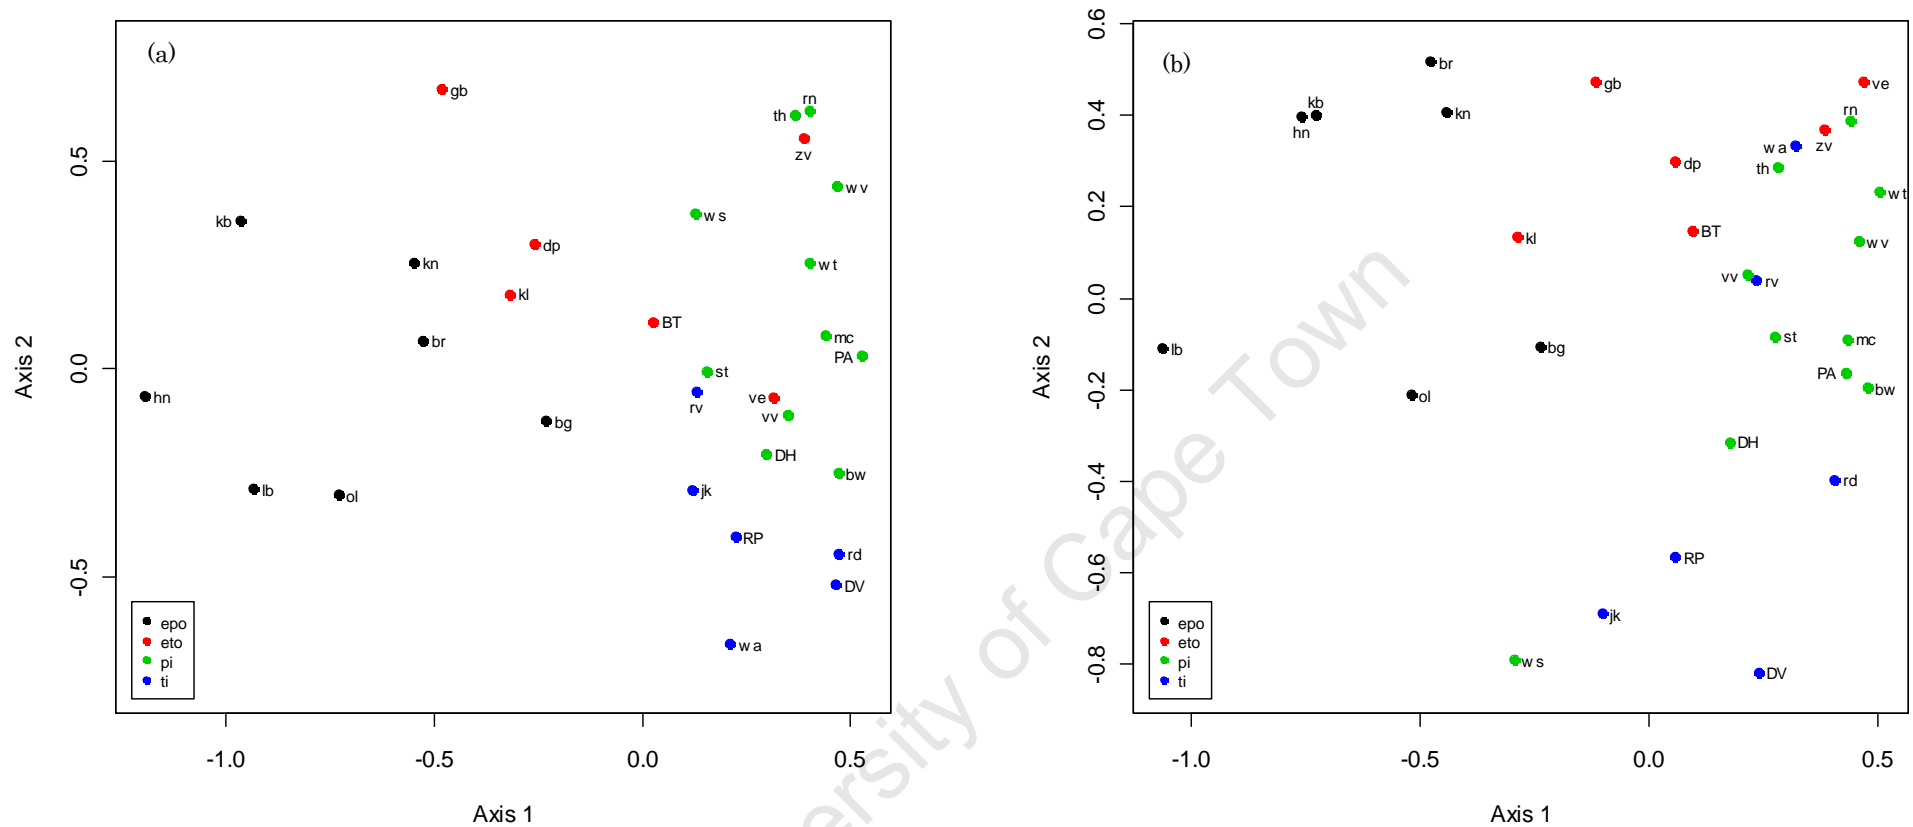 (a)
gb
rn
th
zv
w v
w s
kb
dp
kn
w t
kl
BT
br
mc
PA
st
hn
ve
rv
vv
bg
DH
bw
lb
ol
jk
RP
rd
DV
w a
epo
eto
pi
ti
0.5
0.0
-0.5
-1.0
-0.5
0.0
0.5
Axis 2
Axis 1
(b)
br
gb
ve
kb
kn
rn
hn
w a
zv
dp
th
w t
BT
kl
w v
vv
rv
st
mc
lb
bg
PA
bw
ol
DH
rd
RP
jk
w s
DV
epo
eto
pi
ti
0.6
0.4
0.2
0.0
-0.2
-0.4
-0.6
-0.8
-1.0
-0.5
0.0
0.5
Axis 2
Axis 1
ersity of Cape Town